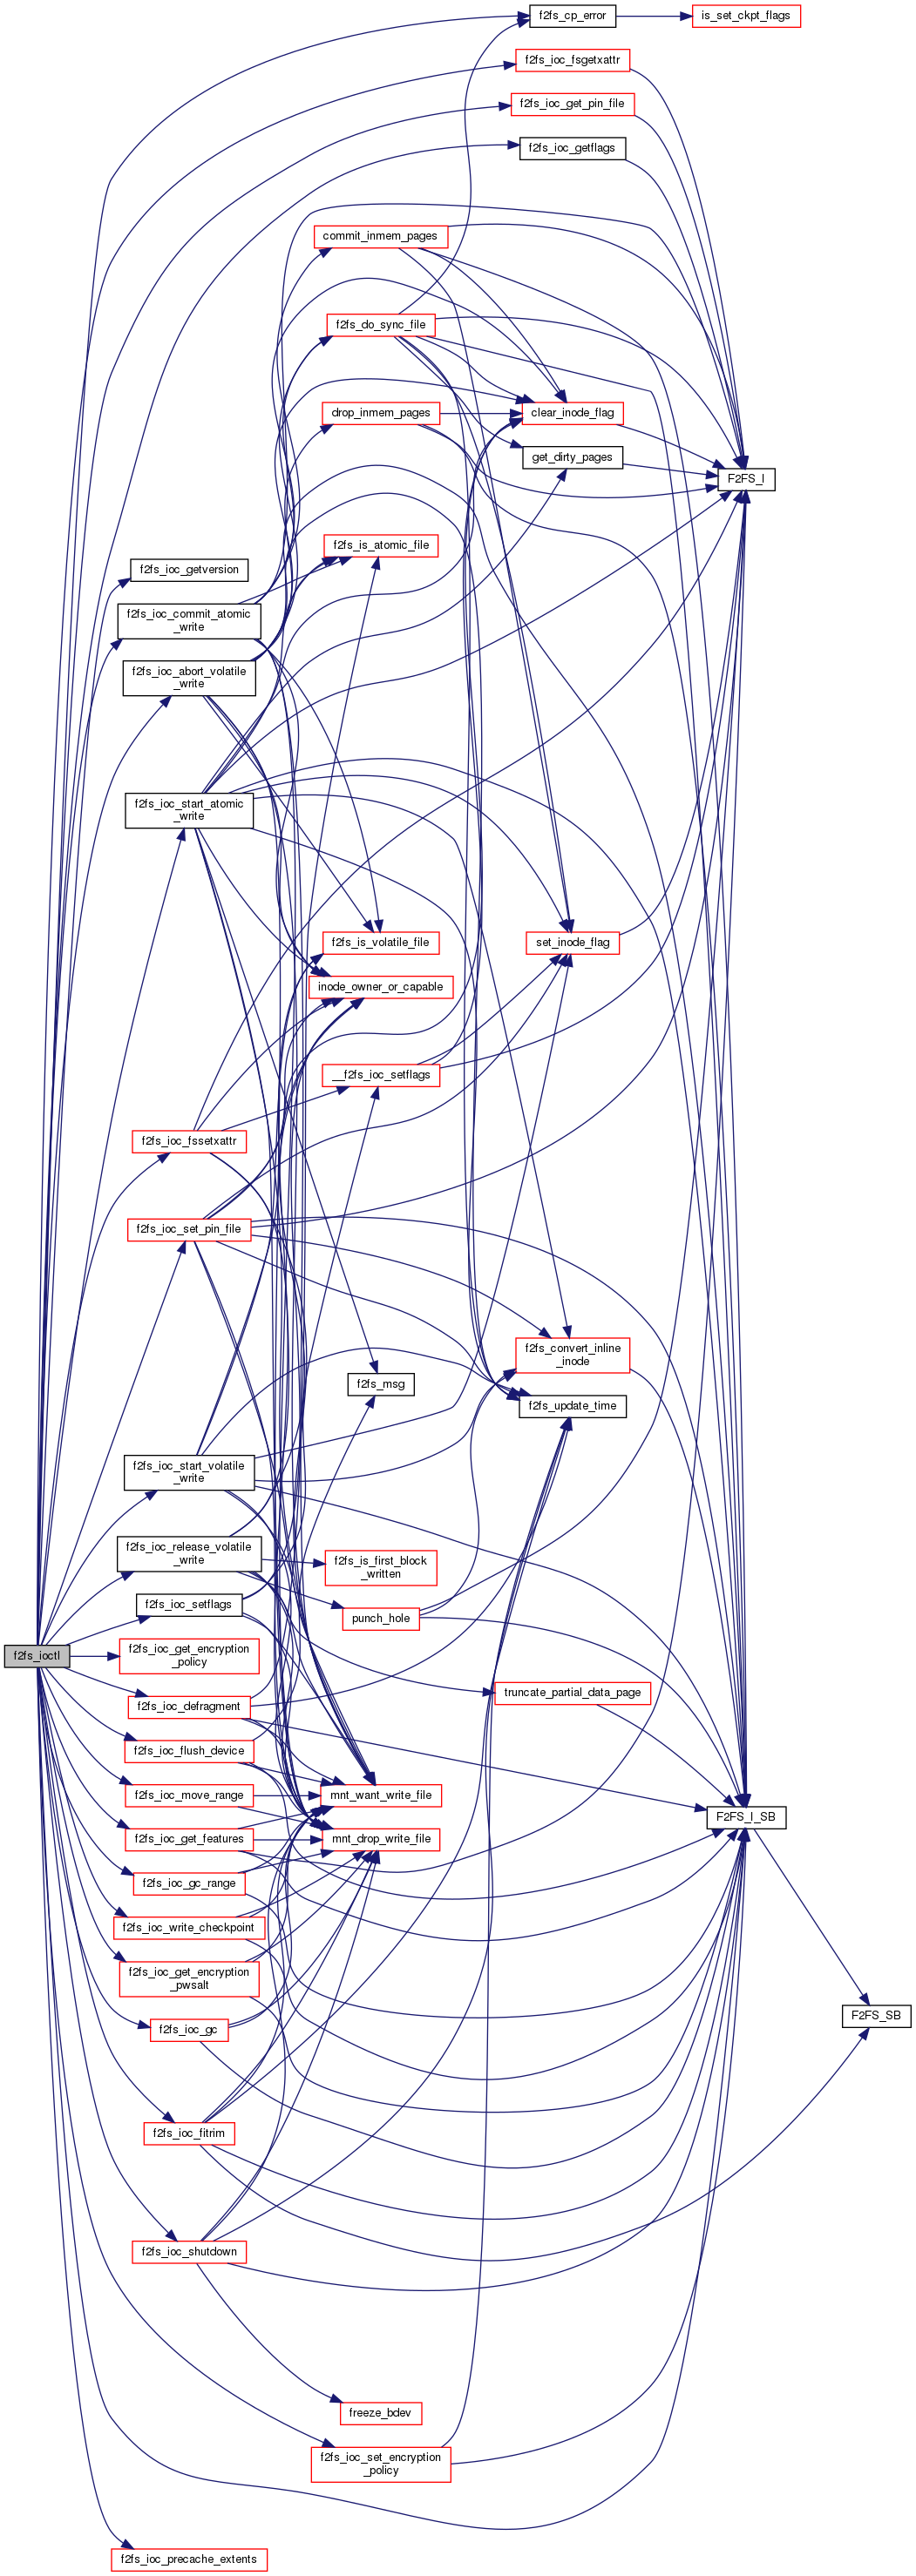 f2fs_cp_error
is_set_ckpt_flags
f2fs_ioc_fsgetxattr
f2fs_ioc_get_pin_file
f2fs_ioc_getflags
commit_inmem_pages
f2fs_do_sync_file
drop_inmem_pages
clear_inode_flag
get_dirty_pages
F2FS_I
f2fs_is_atomic_file
f2fs_ioc_getversion
f2fs_ioc_commit_atomic
_write
f2fs_ioc_abort_volatile
_write
f2fs_ioc_start_atomic
_write
f2fs_is_volatile_file
set_inode_flag
inode_owner_or_capable
__f2fs_ioc_setflags
f2fs_ioc_fssetxattr
f2fs_ioc_set_pin_file
f2fs_convert_inline
_inode
f2fs_msg
f2fs_update_time
f2fs_ioc_start_volatile
_write
f2fs_ioc_release_volatile
_write
f2fs_is_first_block
_written
f2fs_ioc_setflags
punch_hole
f2fs_ioctl
f2fs_ioc_get_encryption
_policy
truncate_partial_data_page
f2fs_ioc_defragment
f2fs_ioc_flush_device
f2fs_ioc_move_range
mnt_want_write_file
F2FS_I_SB
f2fs_ioc_get_features
mnt_drop_write_file
f2fs_ioc_gc_range
f2fs_ioc_write_checkpoint
f2fs_ioc_get_encryption
_pwsalt
F2FS_SB
f2fs_ioc_gc
f2fs_ioc_fitrim
f2fs_ioc_shutdown
freeze_bdev
f2fs_ioc_set_encryption
_policy
f2fs_ioc_precache_extents